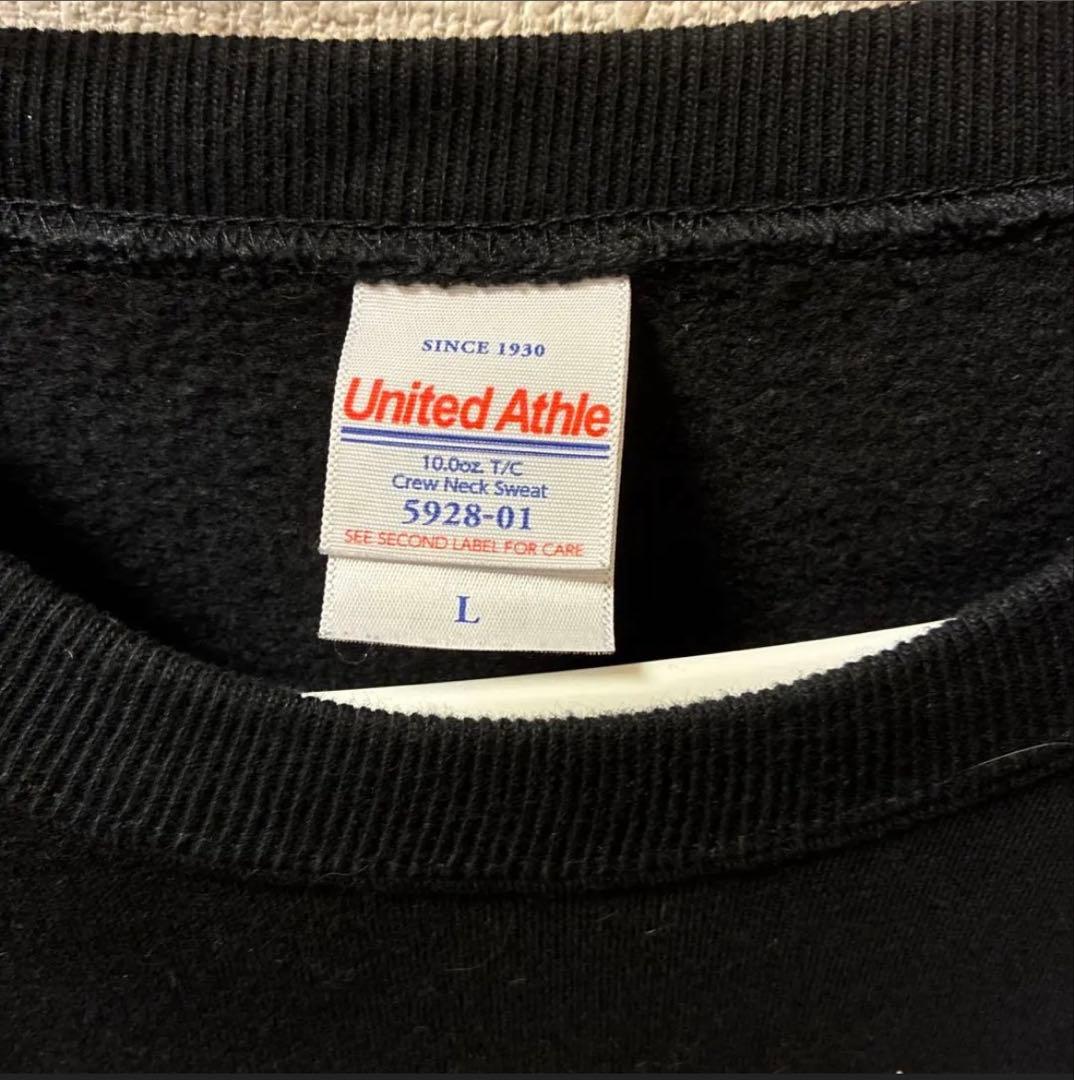 SINCE 1930
United Athle
10.0oz. T/C
Crew Neck Sweat
5928-01
SEE SECOND LABEL FOR CARE
L